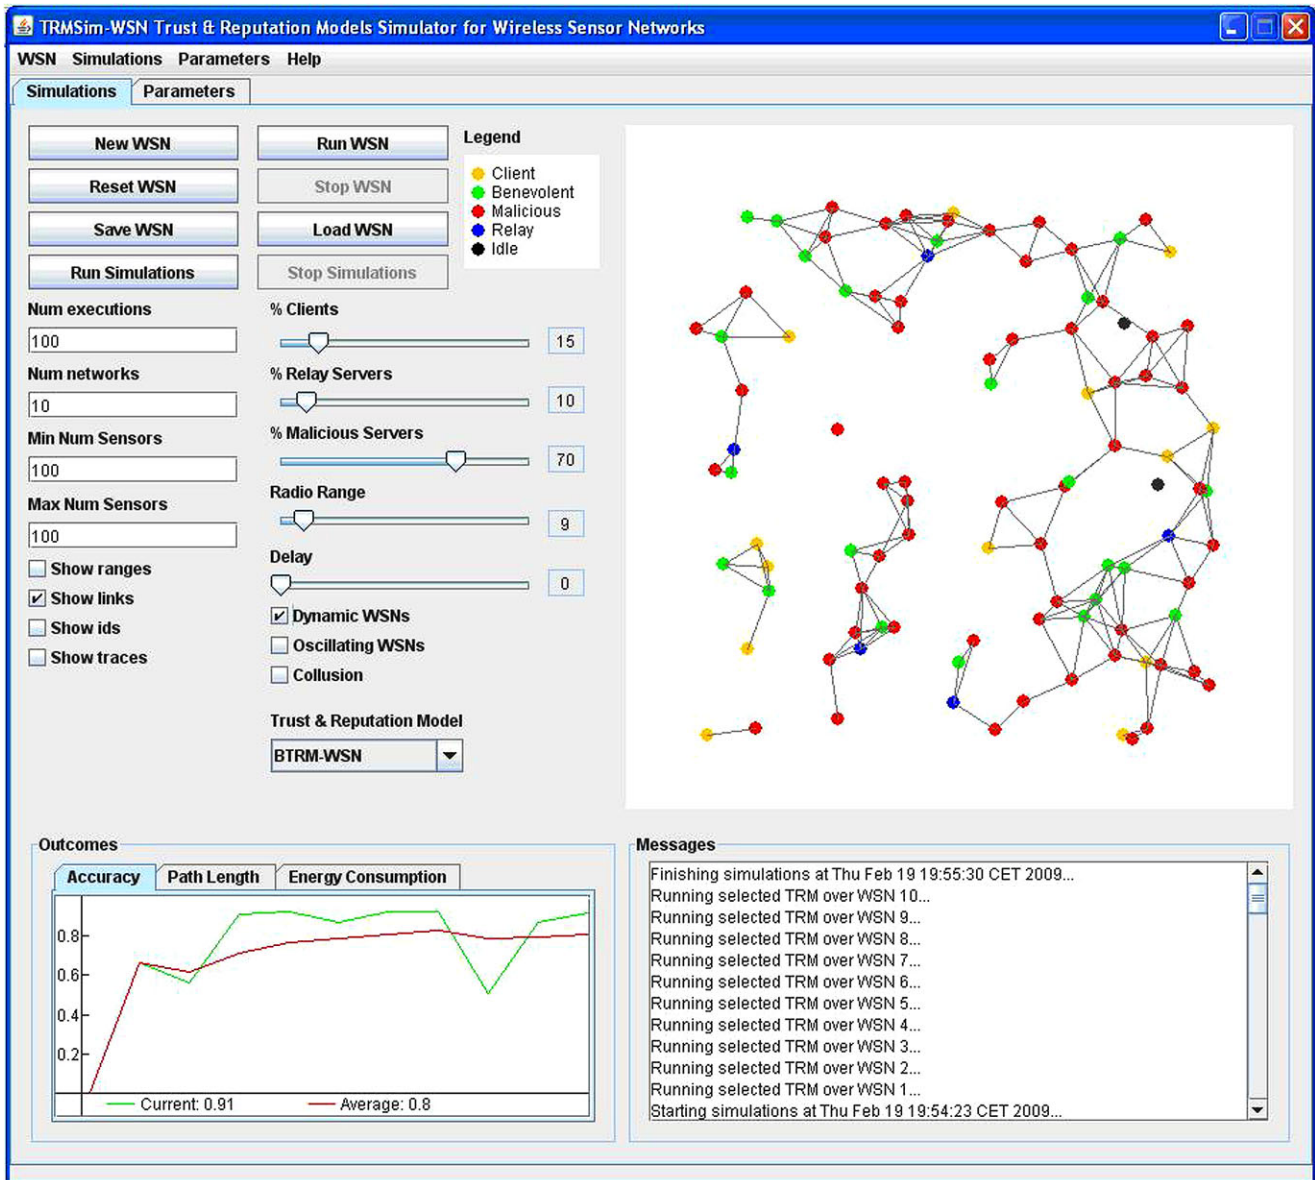 TRMSim-WSN Trust & Reputation Models Simulator for Wireless Sensor Networks
WSN Simulations Parameters Help
Simulations Parameters
New WSN Run WSN
Reset WSN Stop WSN
Save WSN Load WSN
Run Simulations Stop Simulations
Legend
Client
Benevolent
Malicious
Relay
Idle
Num executions
100
Num networks
10
Min Num Sensors
100
Max Num Sensors
100
Show ranges
Show links
Show ids
Show traces
% Clients
15
% Relay Servers
10
% Malicious Servers
70
Radio Range
9
Delay
0
Dynamic WSNs
Oscillating WSNs
Collusion
Trust & Reputation Model
BTRM-WSN
Outcomes
Accuracy Path Length Energy Consumption
0.8
0.6
0.4
0.2
Current: 0.91 Average: 0.8
Messages
Finishing simulations at Thu Feb 19 19:55:30 CET 2009...
Running selected TRM over WSN 10...
Running selected TRM over WSN 9...
Running selected TRM over WSN 8...
Running selected TRM over WSN 7...
Running selected TRM over WSN 6...
Running selected TRM over WSN 5...
Running selected TRM over WSN 4...
Running selected TRM over WSN 3...
Running selected TRM over WSN 2...
Running selected TRM over WSN 1...
Starting simulations at Thu Feb 19 19:54:23 CET 2009...